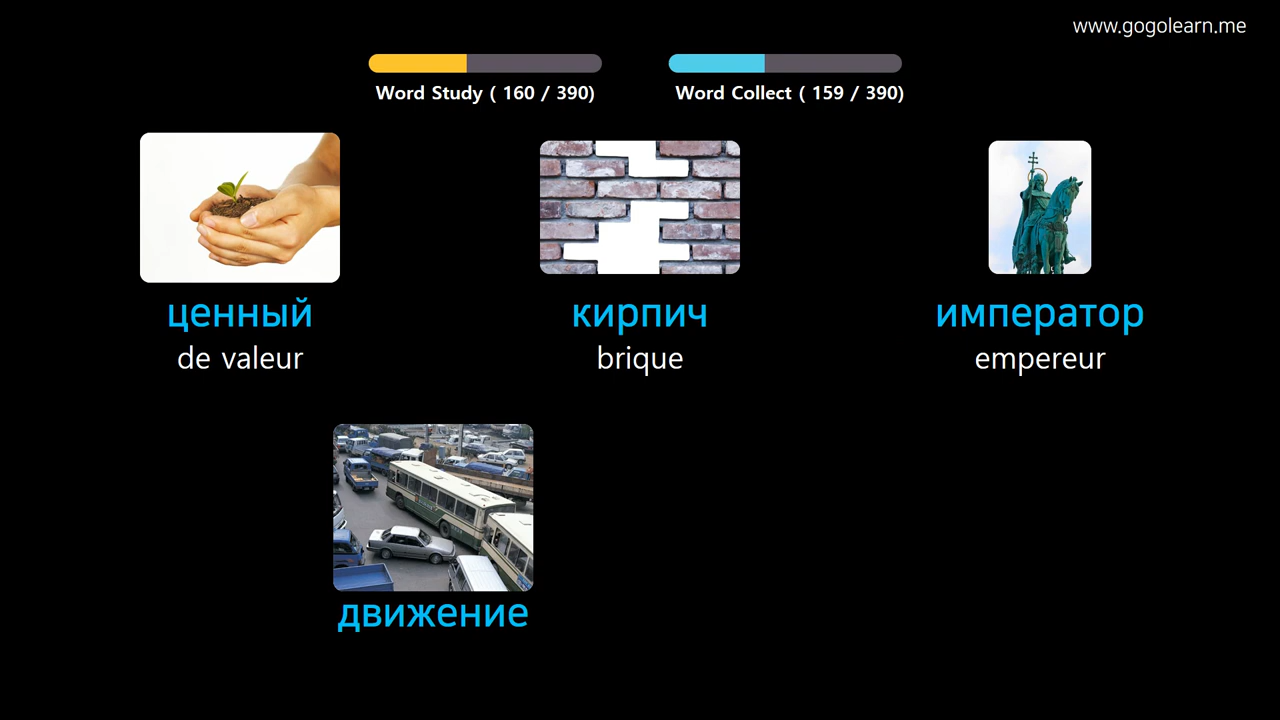 www.gogolearn.me
Word Study ( 160 / 390)
Word Collect ( 159 / 390)
ценный
de valeur
кирпич
brique
император
empereur
движение